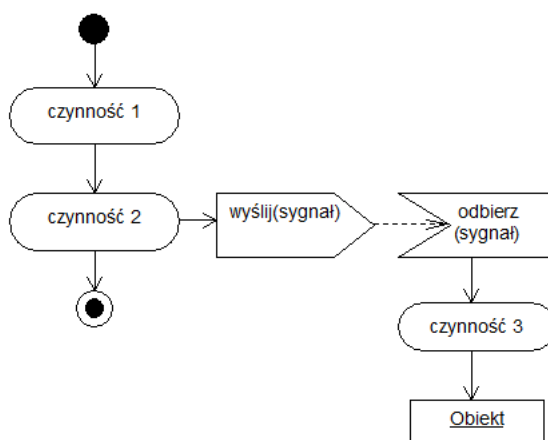 czynność 1
czynność 2
wyślij(sygnał)
odbierz
(sygnał)
czynność 3
Obiekt